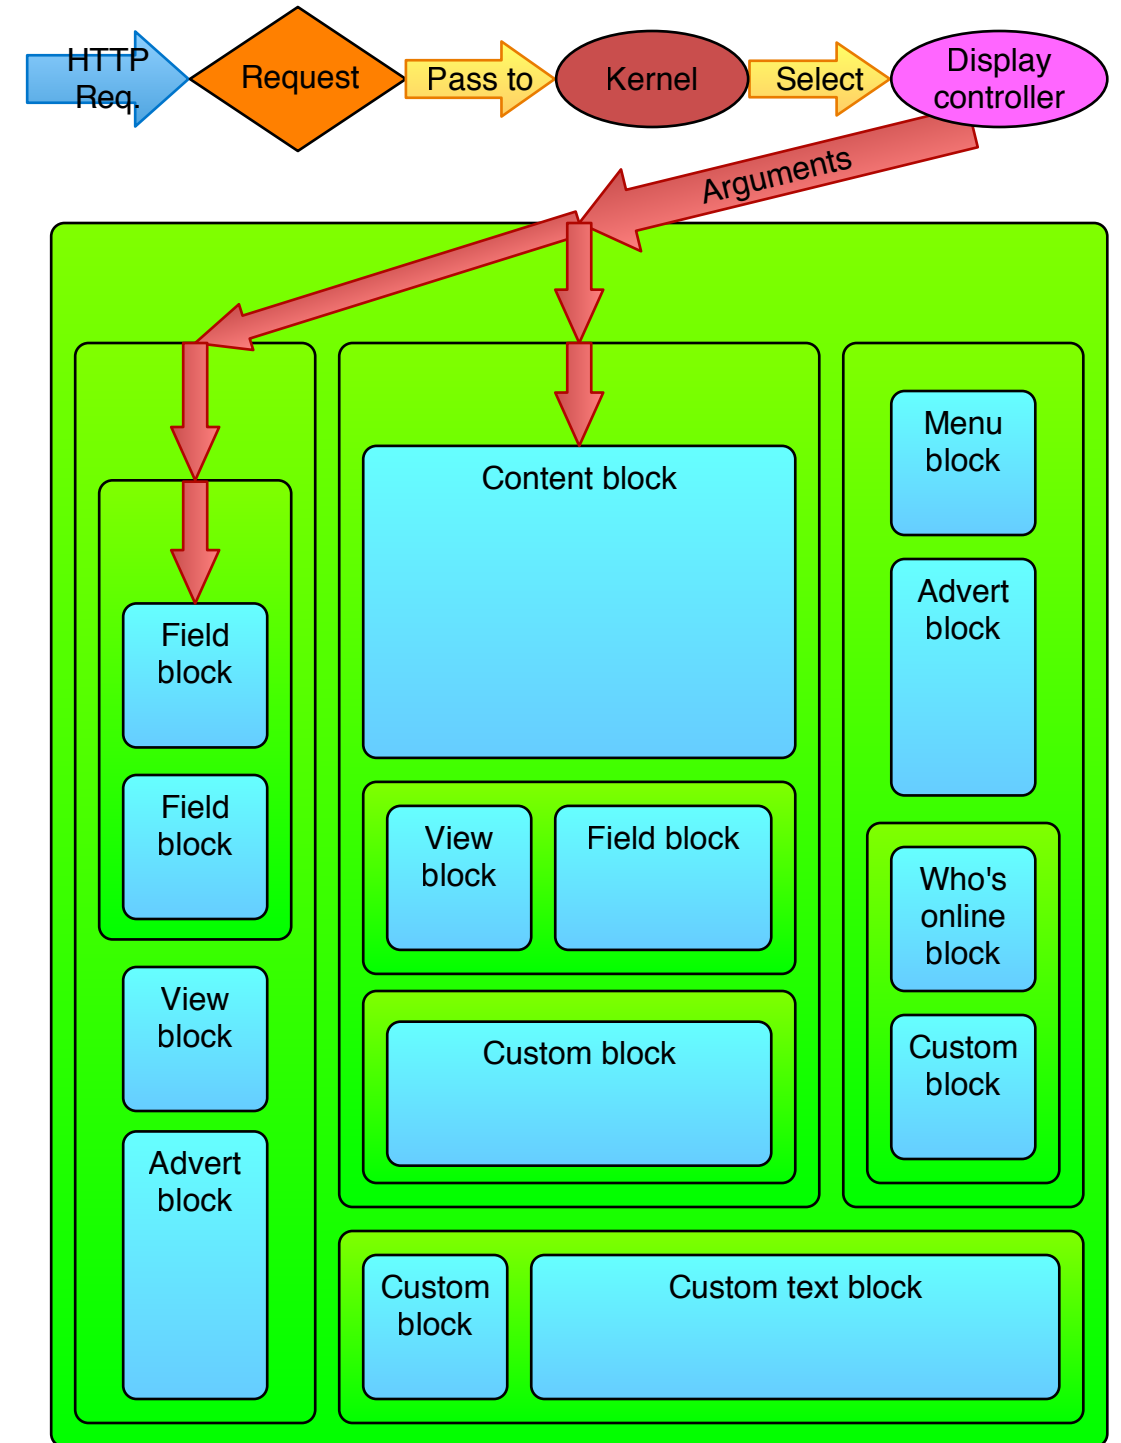 HTTP
Req.
Request
Pass to
Kernel
Select
Display
controller
Arguments
Field
block
Field
block
View
block
Advert
block
Content block
View
block
Field block
Custom block
Menu
block
Advert
block
Who's
online
block
Custom
block
Custom
block
Custom text block